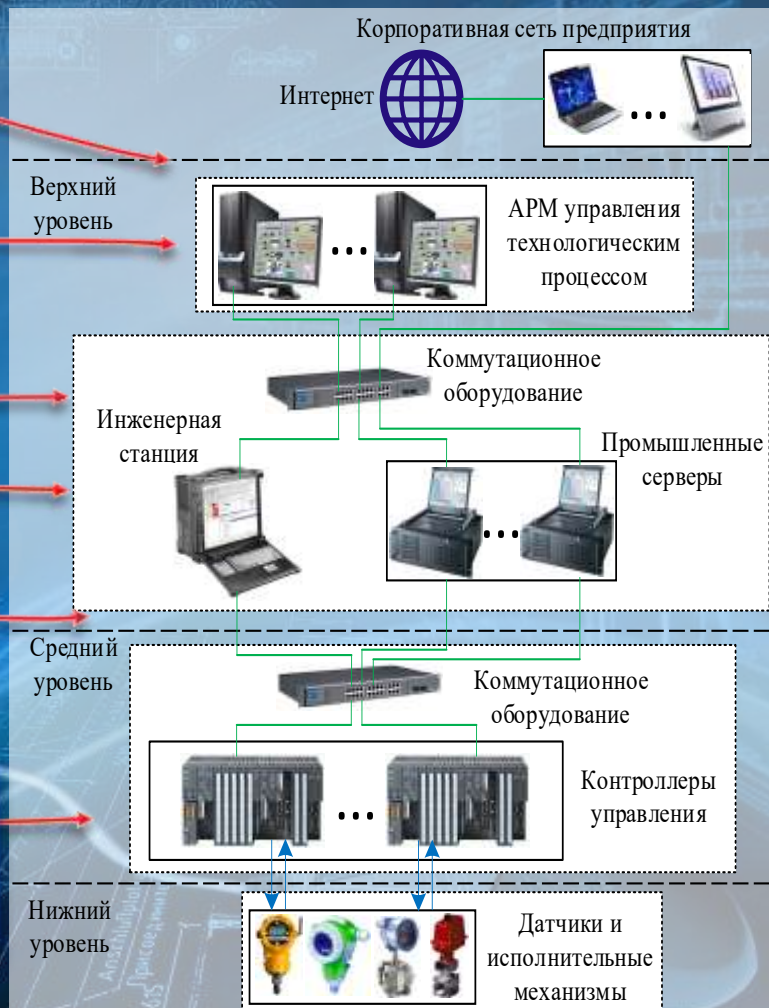 Корпоративная сеть предприятия
Интернет
Верхний
уровень
АРМ управления
технологическим
процессом
Коммутационное
оборудование
Инженерная
станция
Промышленные
серверы
Средний
уровень
Коммутационное
оборудование
Контроллеры
управления
Нижний
уровень
Датчики и
исполнительные
механизмы